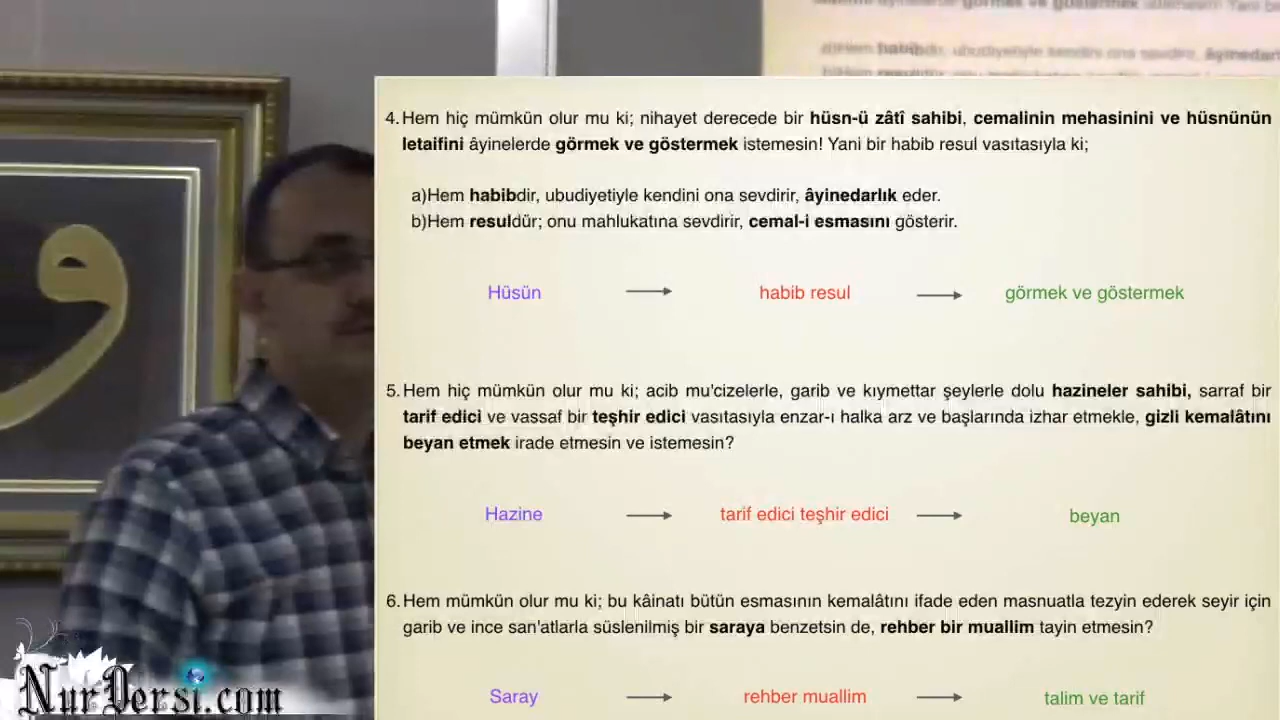 4. Hem hiç mümkün olur mu ki; nihayet derecede bir hüsn-ü zâtî sahibi, cemalinin mehasinini ve hüsnünün
letaifini âyinelerde görmek ve göstermek istemesin! Yani bir habib resul vasıtasıyla ki;
a)Hem habibdir, ubudiyetiyle kendini ona sevdirir, âyinedarlık eder.
b)Hem resuldür; onu mahlukatına sevdirir, cemal-i esmasını gösterir.
Hüsün → habib resul → görmek ve göstermek
5. Hem hiç mümkün olur mu ki; acib mu'cizelerle, garib ve kıymettar şeylerle dolu hazineler sahibi, sarraf bir
tarif edici ve vassaf bir teşhir edici vasıtasıyla enzar-ı halka arz ve başlarında izhar etmekle, gizli kemalâtını
beyan etmek irade etmesin ve istemesin?
Hazine → tarif edici teşhir edici → beyan
6. Hem mümkün olur mu ki; bu kâinatı bütün esmasının kemalâtını ifade eden masnuatla tezyin ederek seyir için
garib ve ince san'atlarla süslenilmiş bir saraya benzetsin de, rehber bir muallim tayin etmesin?
Saray → rehber muallim → talim ve tarif
NurDersi.com